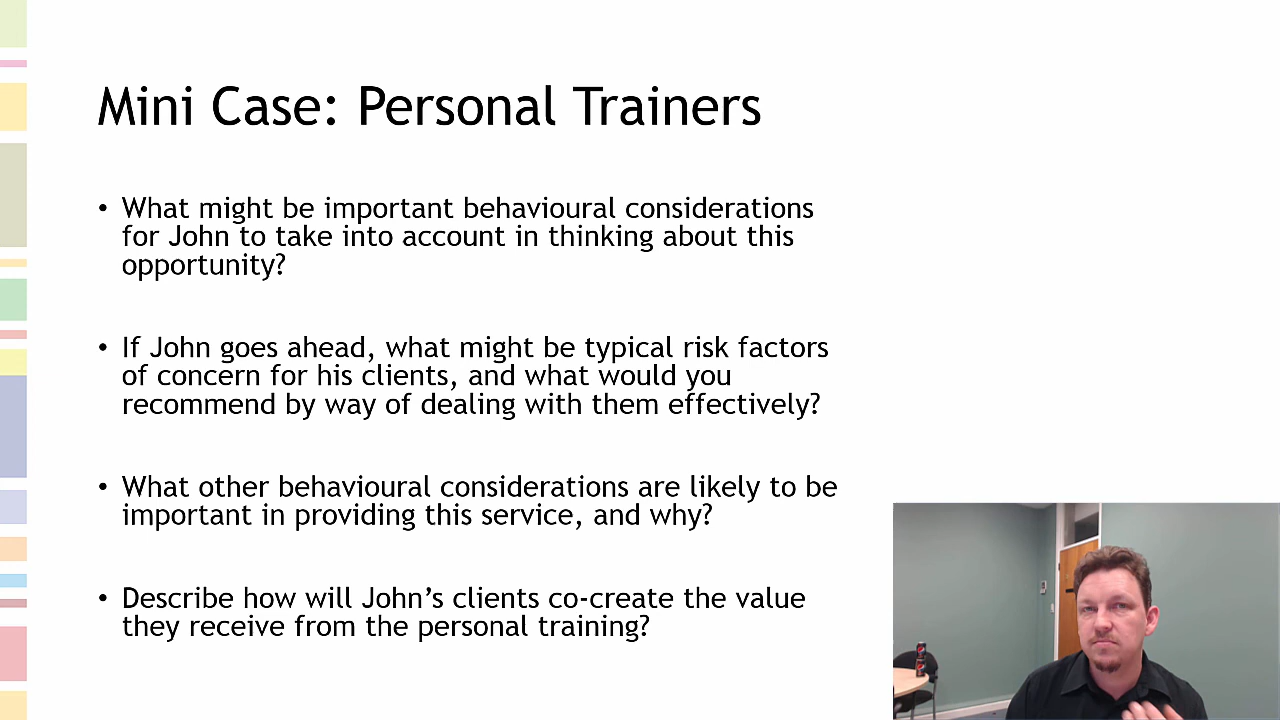 Mini Case: Personal Trainers
• What might be important behavioural considerations
for John to take into account in thinking about this
opportunity?
• If John goes ahead, what might be typical risk factors
of concern for his clients, and what would you
recommend by way of dealing with them effectively?
• What other behavioural considerations are likely to be
important in providing this service, and why?
• Describe how will John’s clients co-create the value
they receive from the personal training?